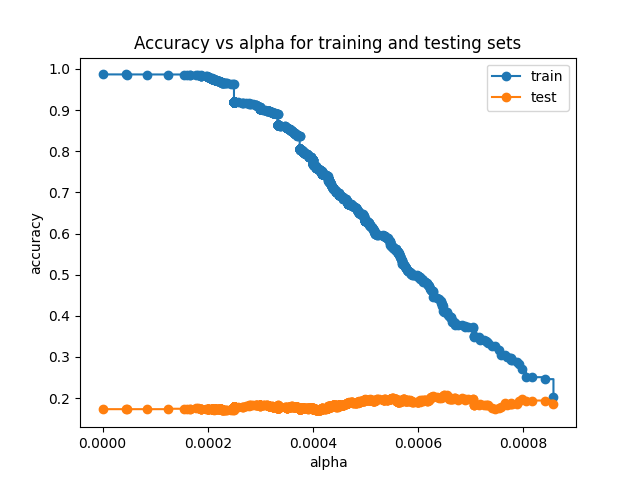 Accuracy vs alpha for training and testing sets
train
test
accuracy
1.0
0.9
0.8
0.7
0.6
0.5
0.4
0.3
0.2
0.0000 0.0002 0.0004 0.0006 0.0008
alpha